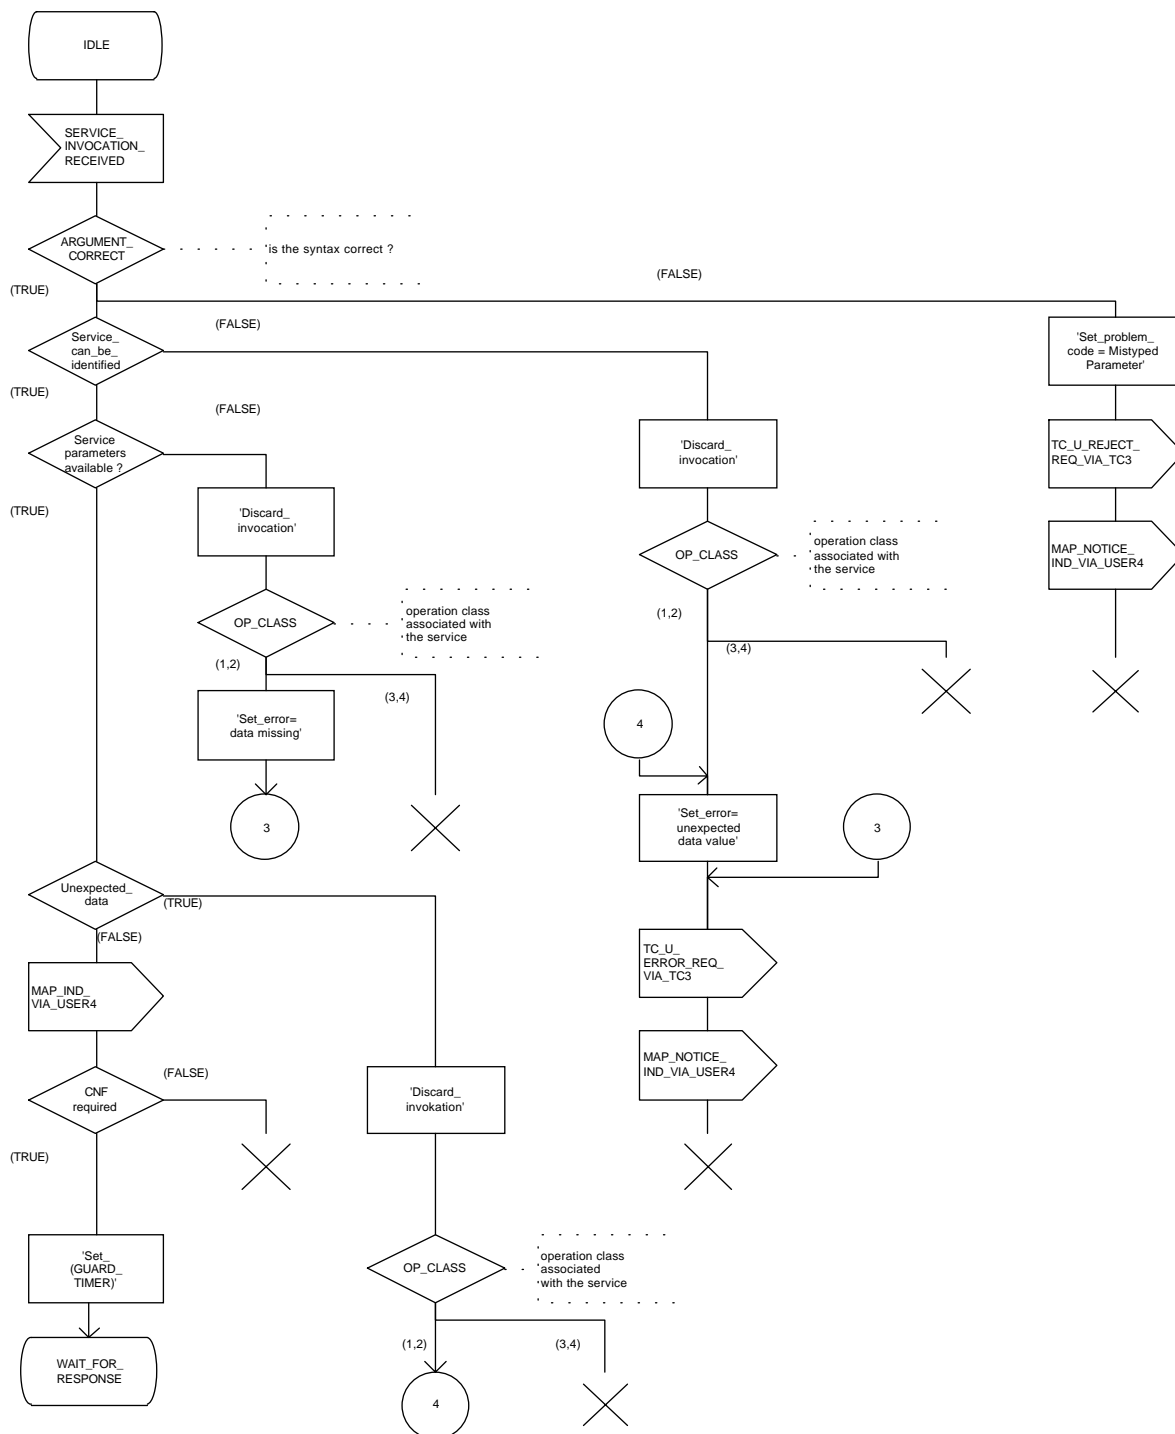 IDLE
SERVICE_
INVOCATION_
RECEIVED
ARGUMENT_
CORRECT
is the syntax correct ?
(TRUE)
(FALSE)
Service_
can_be_
identified
(FALSE)
'Set_problem_
code = Mistyped
Parameter'
(TRUE)
(FALSE)
Service
parameters
available ?
'Discard_
invocation'
TC_U_REJECT_
REQ_VIA_TC3
(TRUE)
'Discard_
invocation'
OP_CLASS
operation class
associated with
the service
MAP_NOTICE_
IND_VIA_USER4
OP_CLASS
operation class
associated with
the service
(1,2)
(3,4)
(1,2)
(3,4)
'Set_error=
data missing'
4
3
'Set_error=
unexpected
data value'
3
Unexpected_
data
(TRUE)
(FALSE)
TC_U_
ERROR_REQ_
VIA_TC3
MAP_IND_
VIA_USER4
MAP_NOTICE_
IND_VIA_USER4
CNF
required
(FALSE)
'Discard_
invokation'
(TRUE)
'Set_
(GUARD_
TIMER)'
OP_CLASS
operation class
associated
with the service
(1,2)
(3,4)
WAIT_FOR_
RESPONSE
4